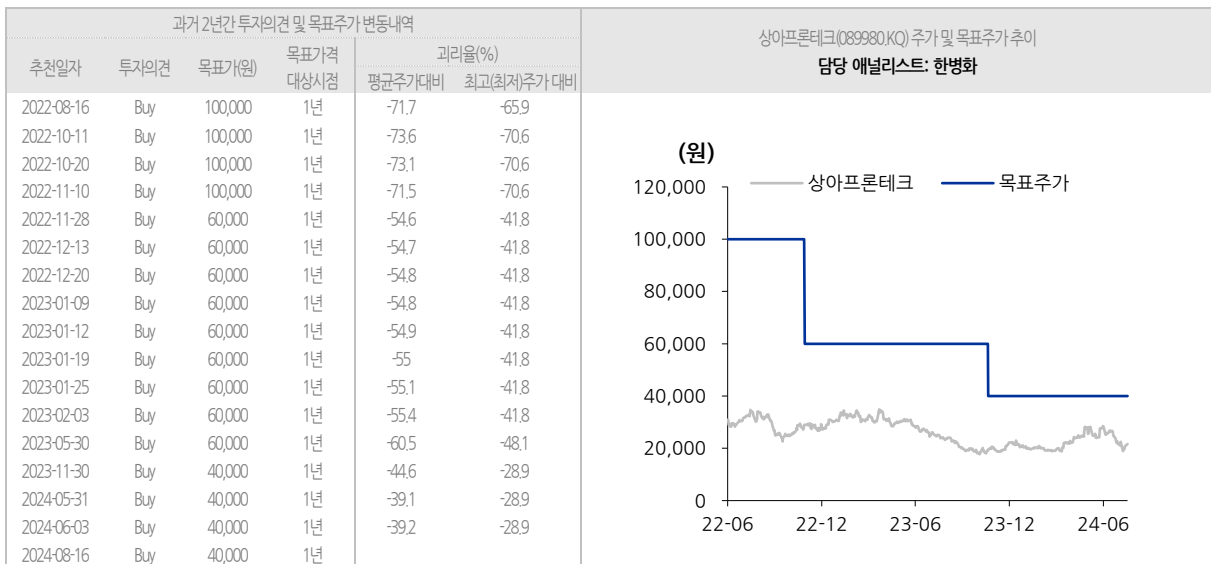 과거 2년간 투자의견 및 목표주가 변동내역
추천일자 투자의견 목표가(원) 목표가격 대상시점 괴리율(%)
평균주가대비 최고(최저)주가 대비
2022-08-16 Buy 100,000 1년 -71.7 -65.9
2022-10-11 Buy 100,000 1년 -73.6 -70.6
2022-10-20 Buy 100,000 1년 -73.1 -70.6
2022-11-10 Buy 100,000 1년 -71.5 -70.6
2022-11-28 Buy 60,000 1년 -54.6 -41.8
2022-12-13 Buy 60,000 1년 -54.7 -41.8
2022-12-20 Buy 60,000 1년 -54.8 -41.8
2023-01-09 Buy 60,000 1년 -54.8 -41.8
2023-01-12 Buy 60,000 1년 -54.9 -41.8
2023-01-19 Buy 60,000 1년 -55 -41.8
2023-01-25 Buy 60,000 1년 -55.1 -41.8
2023-02-03 Buy 60,000 1년 -55.4 -41.8
2023-05-30 Buy 60,000 1년 -60.5 -48.1
2023-11-30 Buy 40,000 1년 -44.6 -28.9
2024-05-31 Buy 40,000 1년 -39.1 -28.9
2024-06-03 Buy 40,000 1년 -39.2 -28.9
2024-08-16 Buy 40,000 1년
상아프론테크(089980.KQ) 주가 및 목표주가 추이
담당 애널리스트: 한병화
(원)
상아프론테크 목표주가
120,000
100,000
80,000
60,000
40,000
20,000
0
22-06 22-12 23-06 23-12 24-06